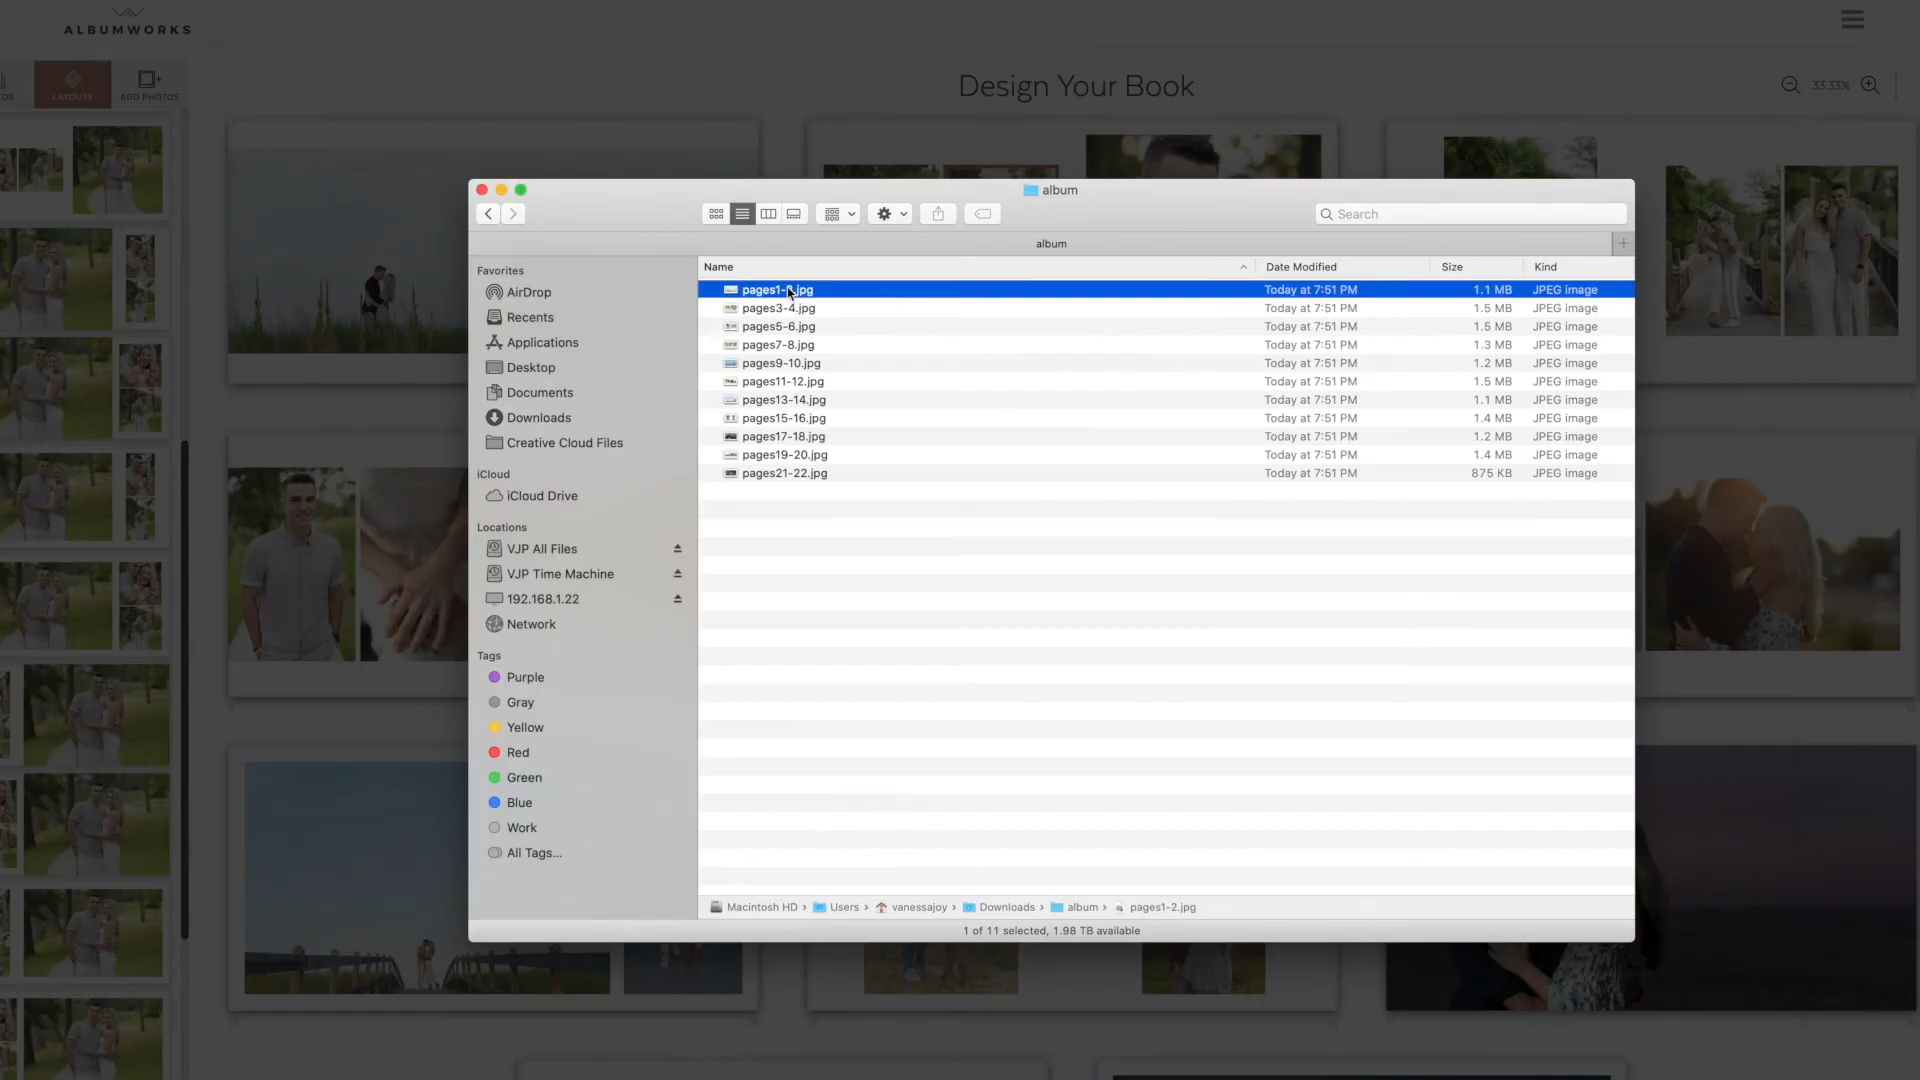 ALBUMWORKS
LAYOUTS
ADD PHOTOS
Design Your Book
33.33%
album
Search
album
Name
Date Modified
Size
Kind
Favorites
AirDrop
Recents
Applications
Desktop
Documents
Downloads
Creative Cloud Files
iCloud
iCloud Drive
Locations
VJP All Files
VJP Time Machine
192.168.1.22
Network
Tags
Purple
Gray
Yellow
Red
Green
Blue
Work
All Tags...
pages1-2.jpg Today at 7:51 PM 1.1 MB JPEG image
pages3-4.jpg Today at 7:51 PM 1.5 MB JPEG image
pages5-6.jpg Today at 7:51 PM 1.5 MB JPEG image
pages7-8.jpg Today at 7:51 PM 1.3 MB JPEG image
pages9-10.jpg Today at 7:51 PM 1.2 MB JPEG image
pages11-12.jpg Today at 7:51 PM 1.5 MB JPEG image
pages13-14.jpg Today at 7:51 PM 1.1 MB JPEG image
pages15-16.jpg Today at 7:51 PM 1.4 MB JPEG image
pages17-18.jpg Today at 7:51 PM 1.2 MB JPEG image
pages19-20.jpg Today at 7:51 PM 1.4 MB JPEG image
pages21-22.jpg Today at 7:51 PM 875 KB JPEG image
Macintosh HD › Users › vanessajoy › Downloads › album › pages1-2.jpg
1 of 11 selected, 1.98 TB available